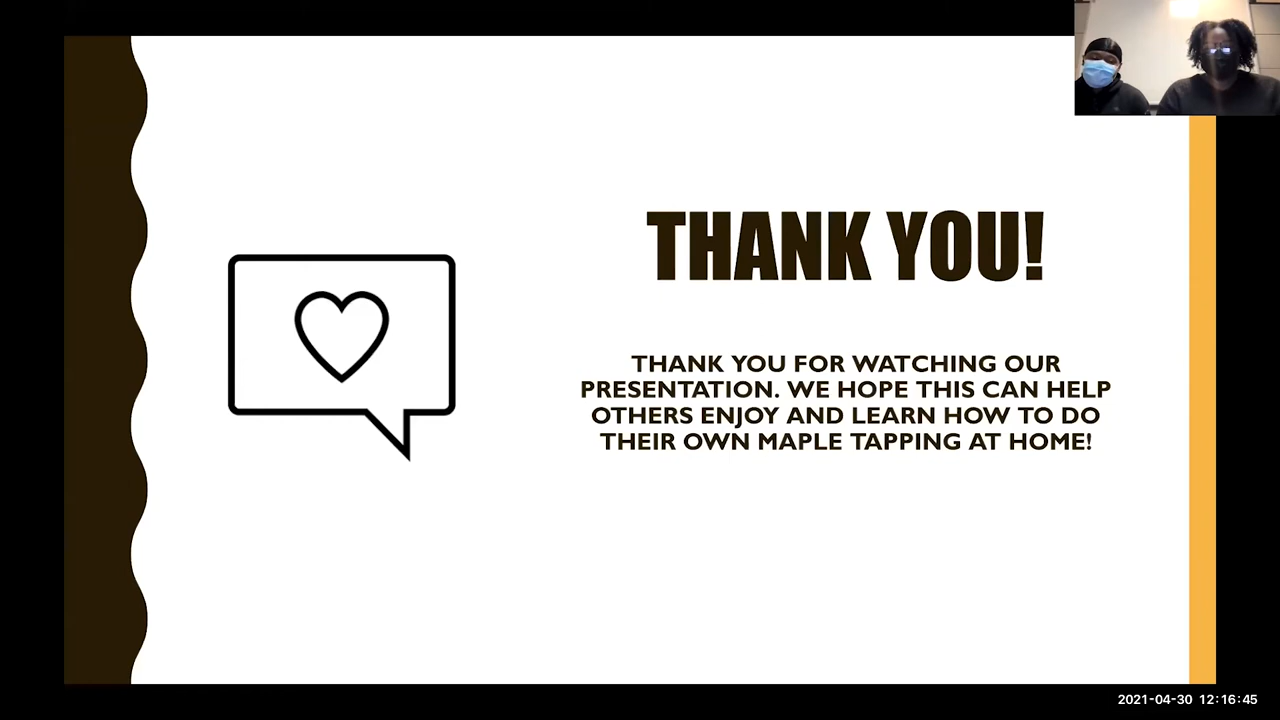 THANK YOU!
THANK YOU FOR WATCHING OUR
PRESENTATION. WE HOPE THIS CAN HELP
OTHERS ENJOY AND LEARN HOW TO DO
THEIR OWN MAPLE TAPPING AT HOME!
2021-04-30 12:16:45